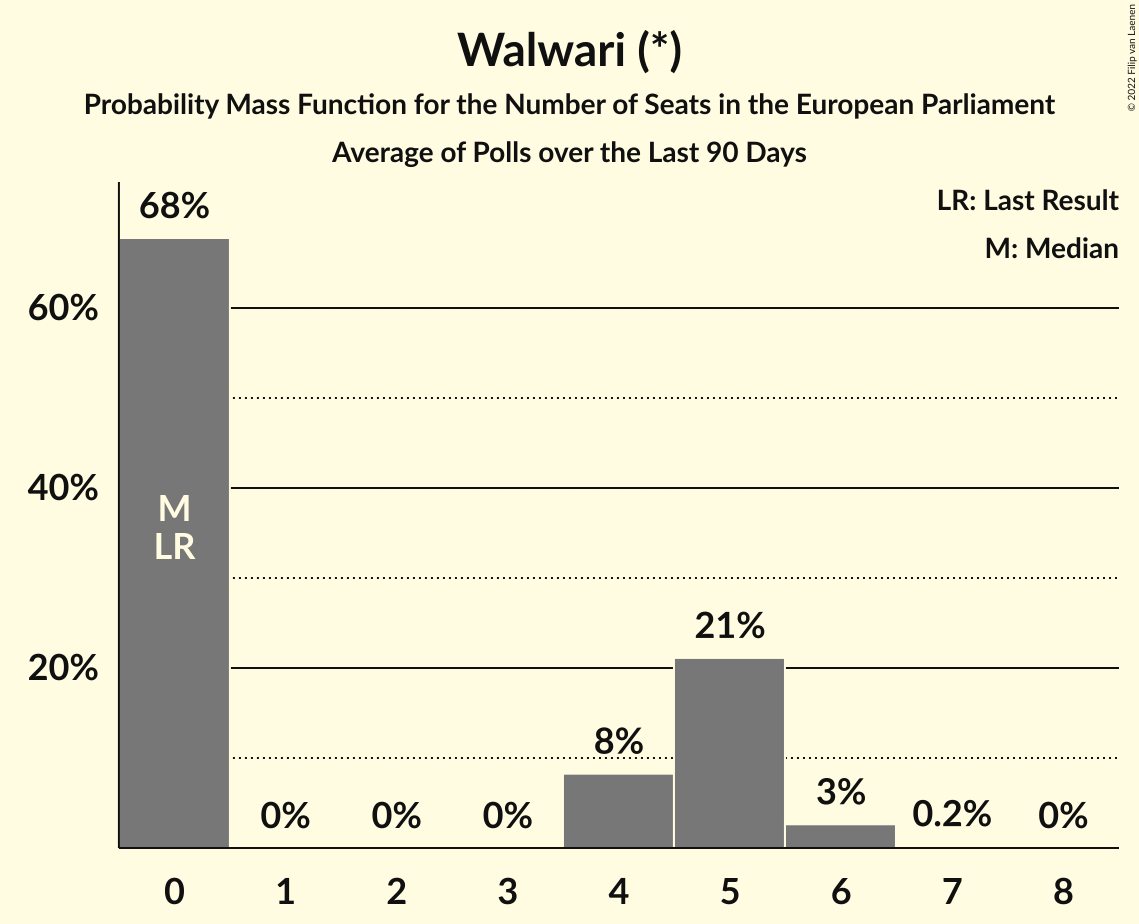 Walwari (*)
Probability Mass Function for the Number of Seats in the European Parliament
Average of Polls over the Last 90 Days
© 2022 Filip van Laenen
LR: Last Result
M: Median
68%
60%
40%
20%
M
LR
0%
0%
0%
8%
21%
3%
0.2%
0%
0
1
2
3
4
5
6
7
8